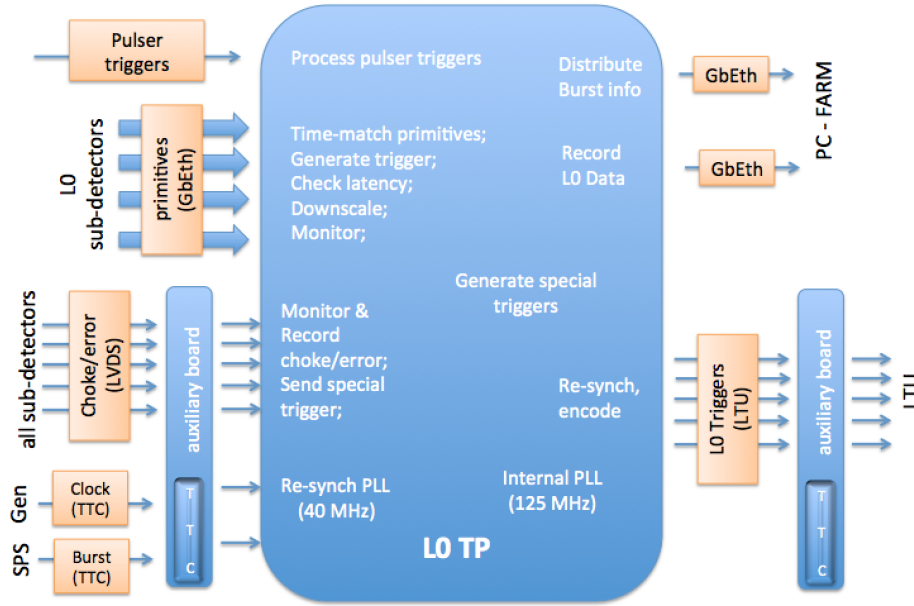 Pulser
triggers
Process pulser triggers
Distribute
Burst info
GbEth
PC - FARM
L0
sub-detectors
primitives
(GbEth)
Time-match primitives;
Generate trigger;
Check latency;
Downscale;
Monitor;
Record
L0 Data
GbEth
Generate special
triggers
all sub-detectors
Choke/error
(LVDS)
auxiliary board
Monitor &
Record
choke/error;
Send special
trigger;
Re-synch,
encode
L0 Triggers
(LTU)
auxiliary board
LTU
Gen
Clock
(TTC)
T
T
C
Re-synch PLL
(40 MHz)
Internal PLL
(125 MHz)
T
T
C
SPS
Burst
(TTC)
L0 TP